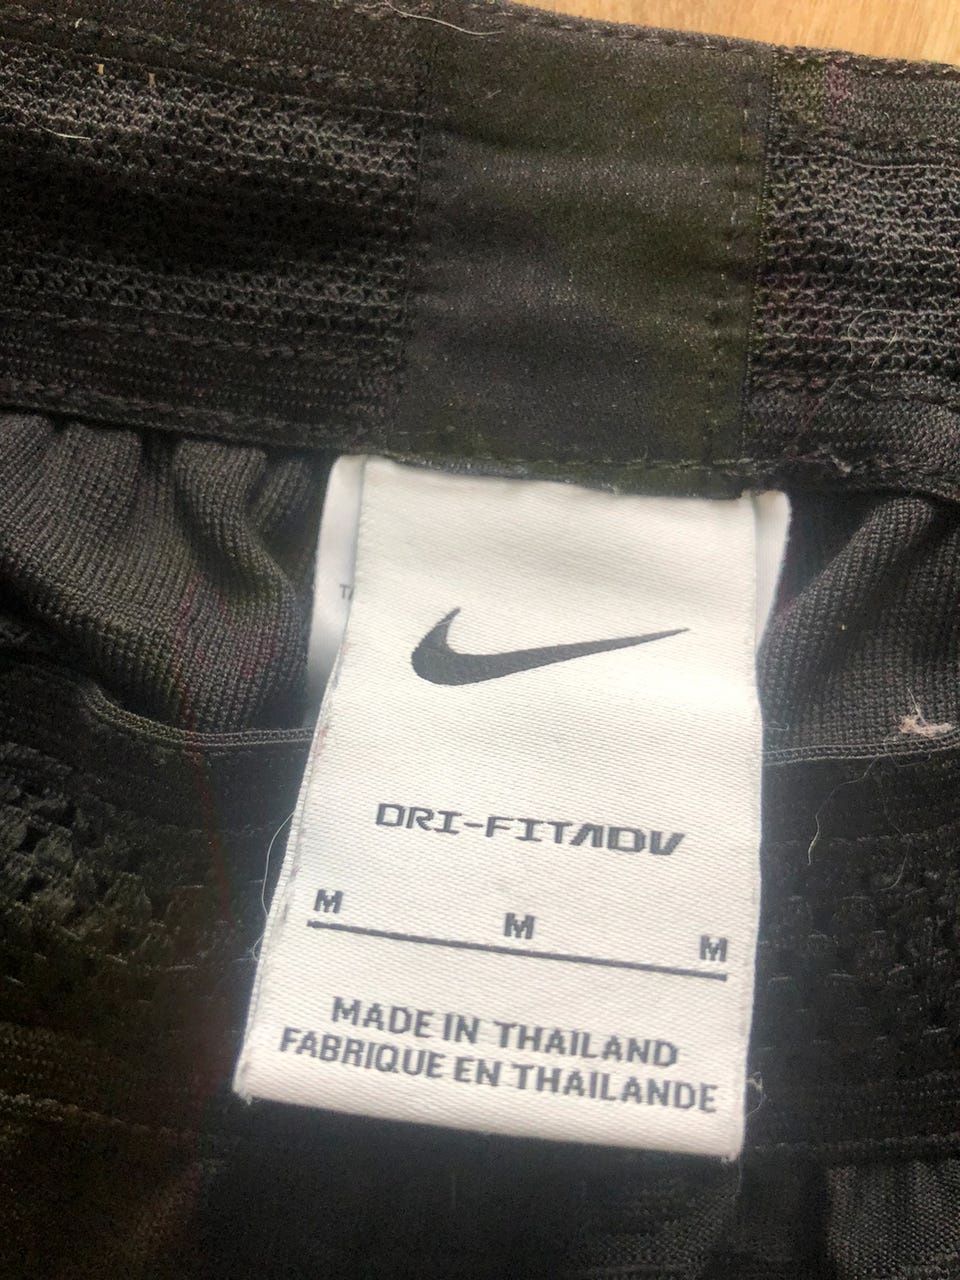 DRI-FITADV
M M M
MADE IN THAILAND
FABRIQUE EN THAILANDE